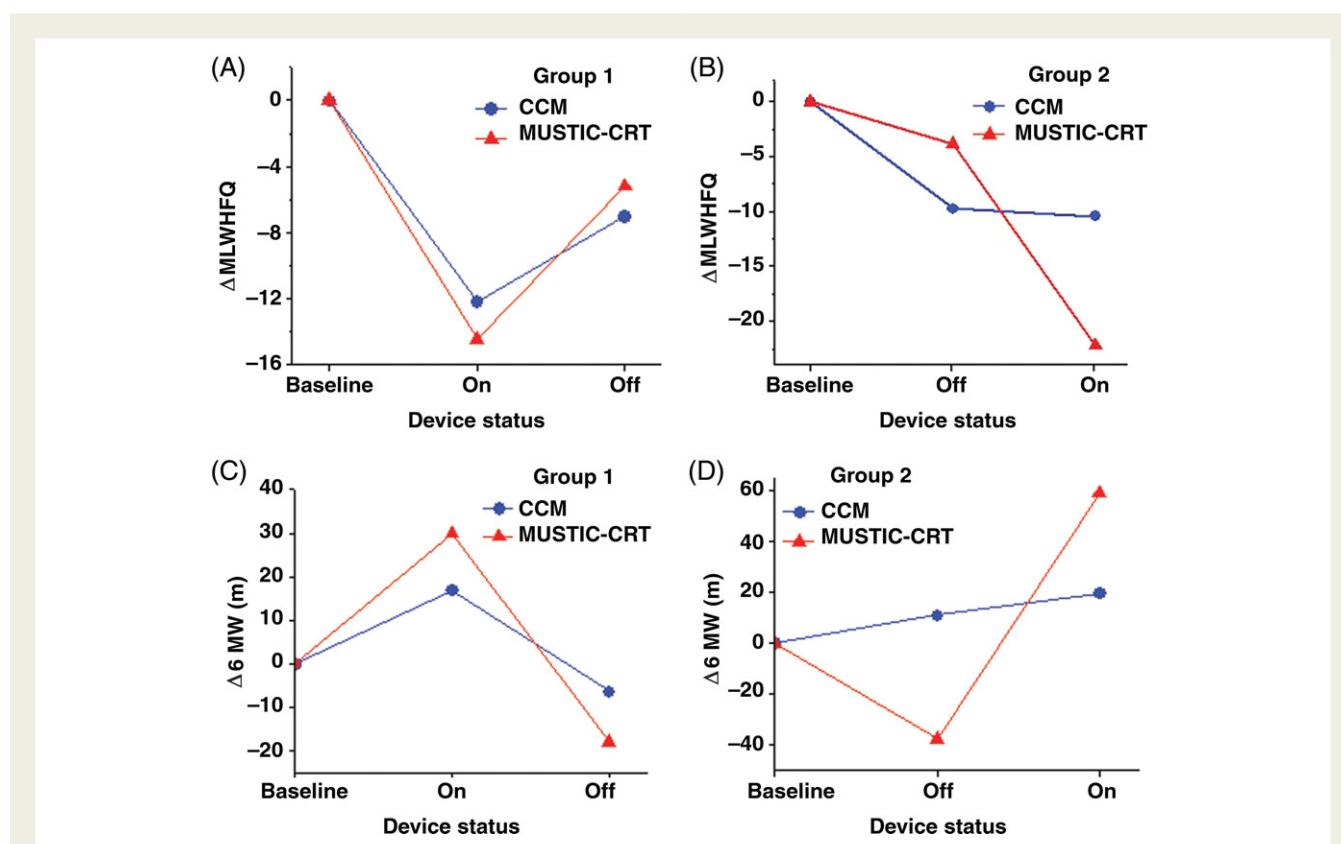 (A)
Group 1
CCM
MUSTIC-CRT
0
–4
–8
–12
–16
ΔMLWHFQ
Baseline On Off
Device status
(B)
Group 2
CCM
MUSTIC-CRT
0
–5
–10
–15
–20
ΔMLWHFQ
Baseline Off On
Device status
(C)
Group 1
CCM
MUSTIC-CRT
40
30
20
10
0
–10
–20
Δ6 MW (m)
Baseline On Off
Device status
(D)
Group 2
CCM
MUSTIC-CRT
60
40
20
0
–20
–40
Δ6 MW (m)
Baseline Off On
Device status